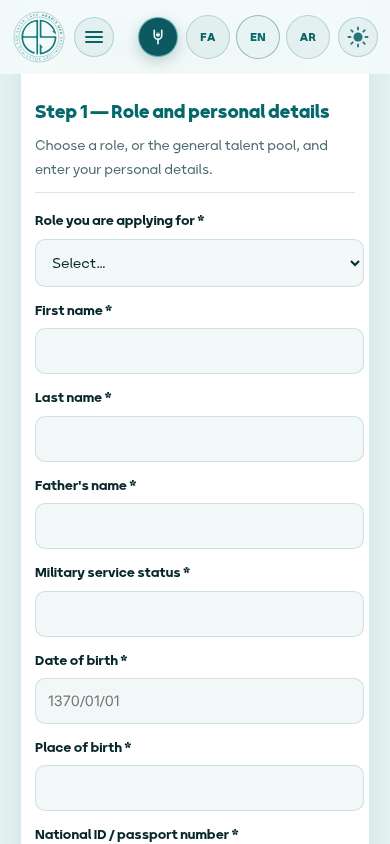 FA
EN
AR
Step 1 — Role and personal details
Choose a role, or the general talent pool, and
enter your personal details.
Role you are applying for *
Select...
First name *
Last name *
Father's name *
Military service status *
Date of birth *
1370/01/01
Place of birth *
National ID / passport number *